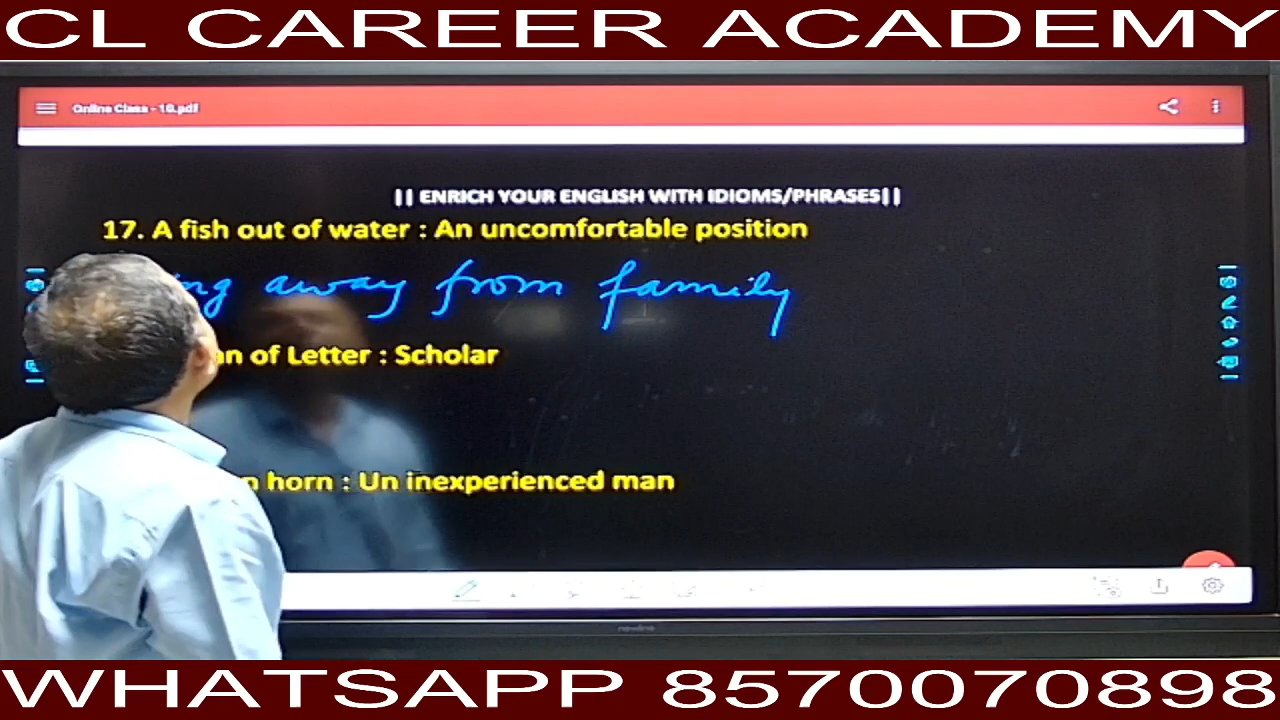 CL CAREER ACADEMY
Online Class - 10.pdf
|| ENRICH YOUR ENGLISH WITH IDIOMS/PHRASES||
17. A fish out of water : An uncomfortable position
away from family
of Letter : Scholar
horn : Un inexperienced man
newline
WHATSAPP 8570070898